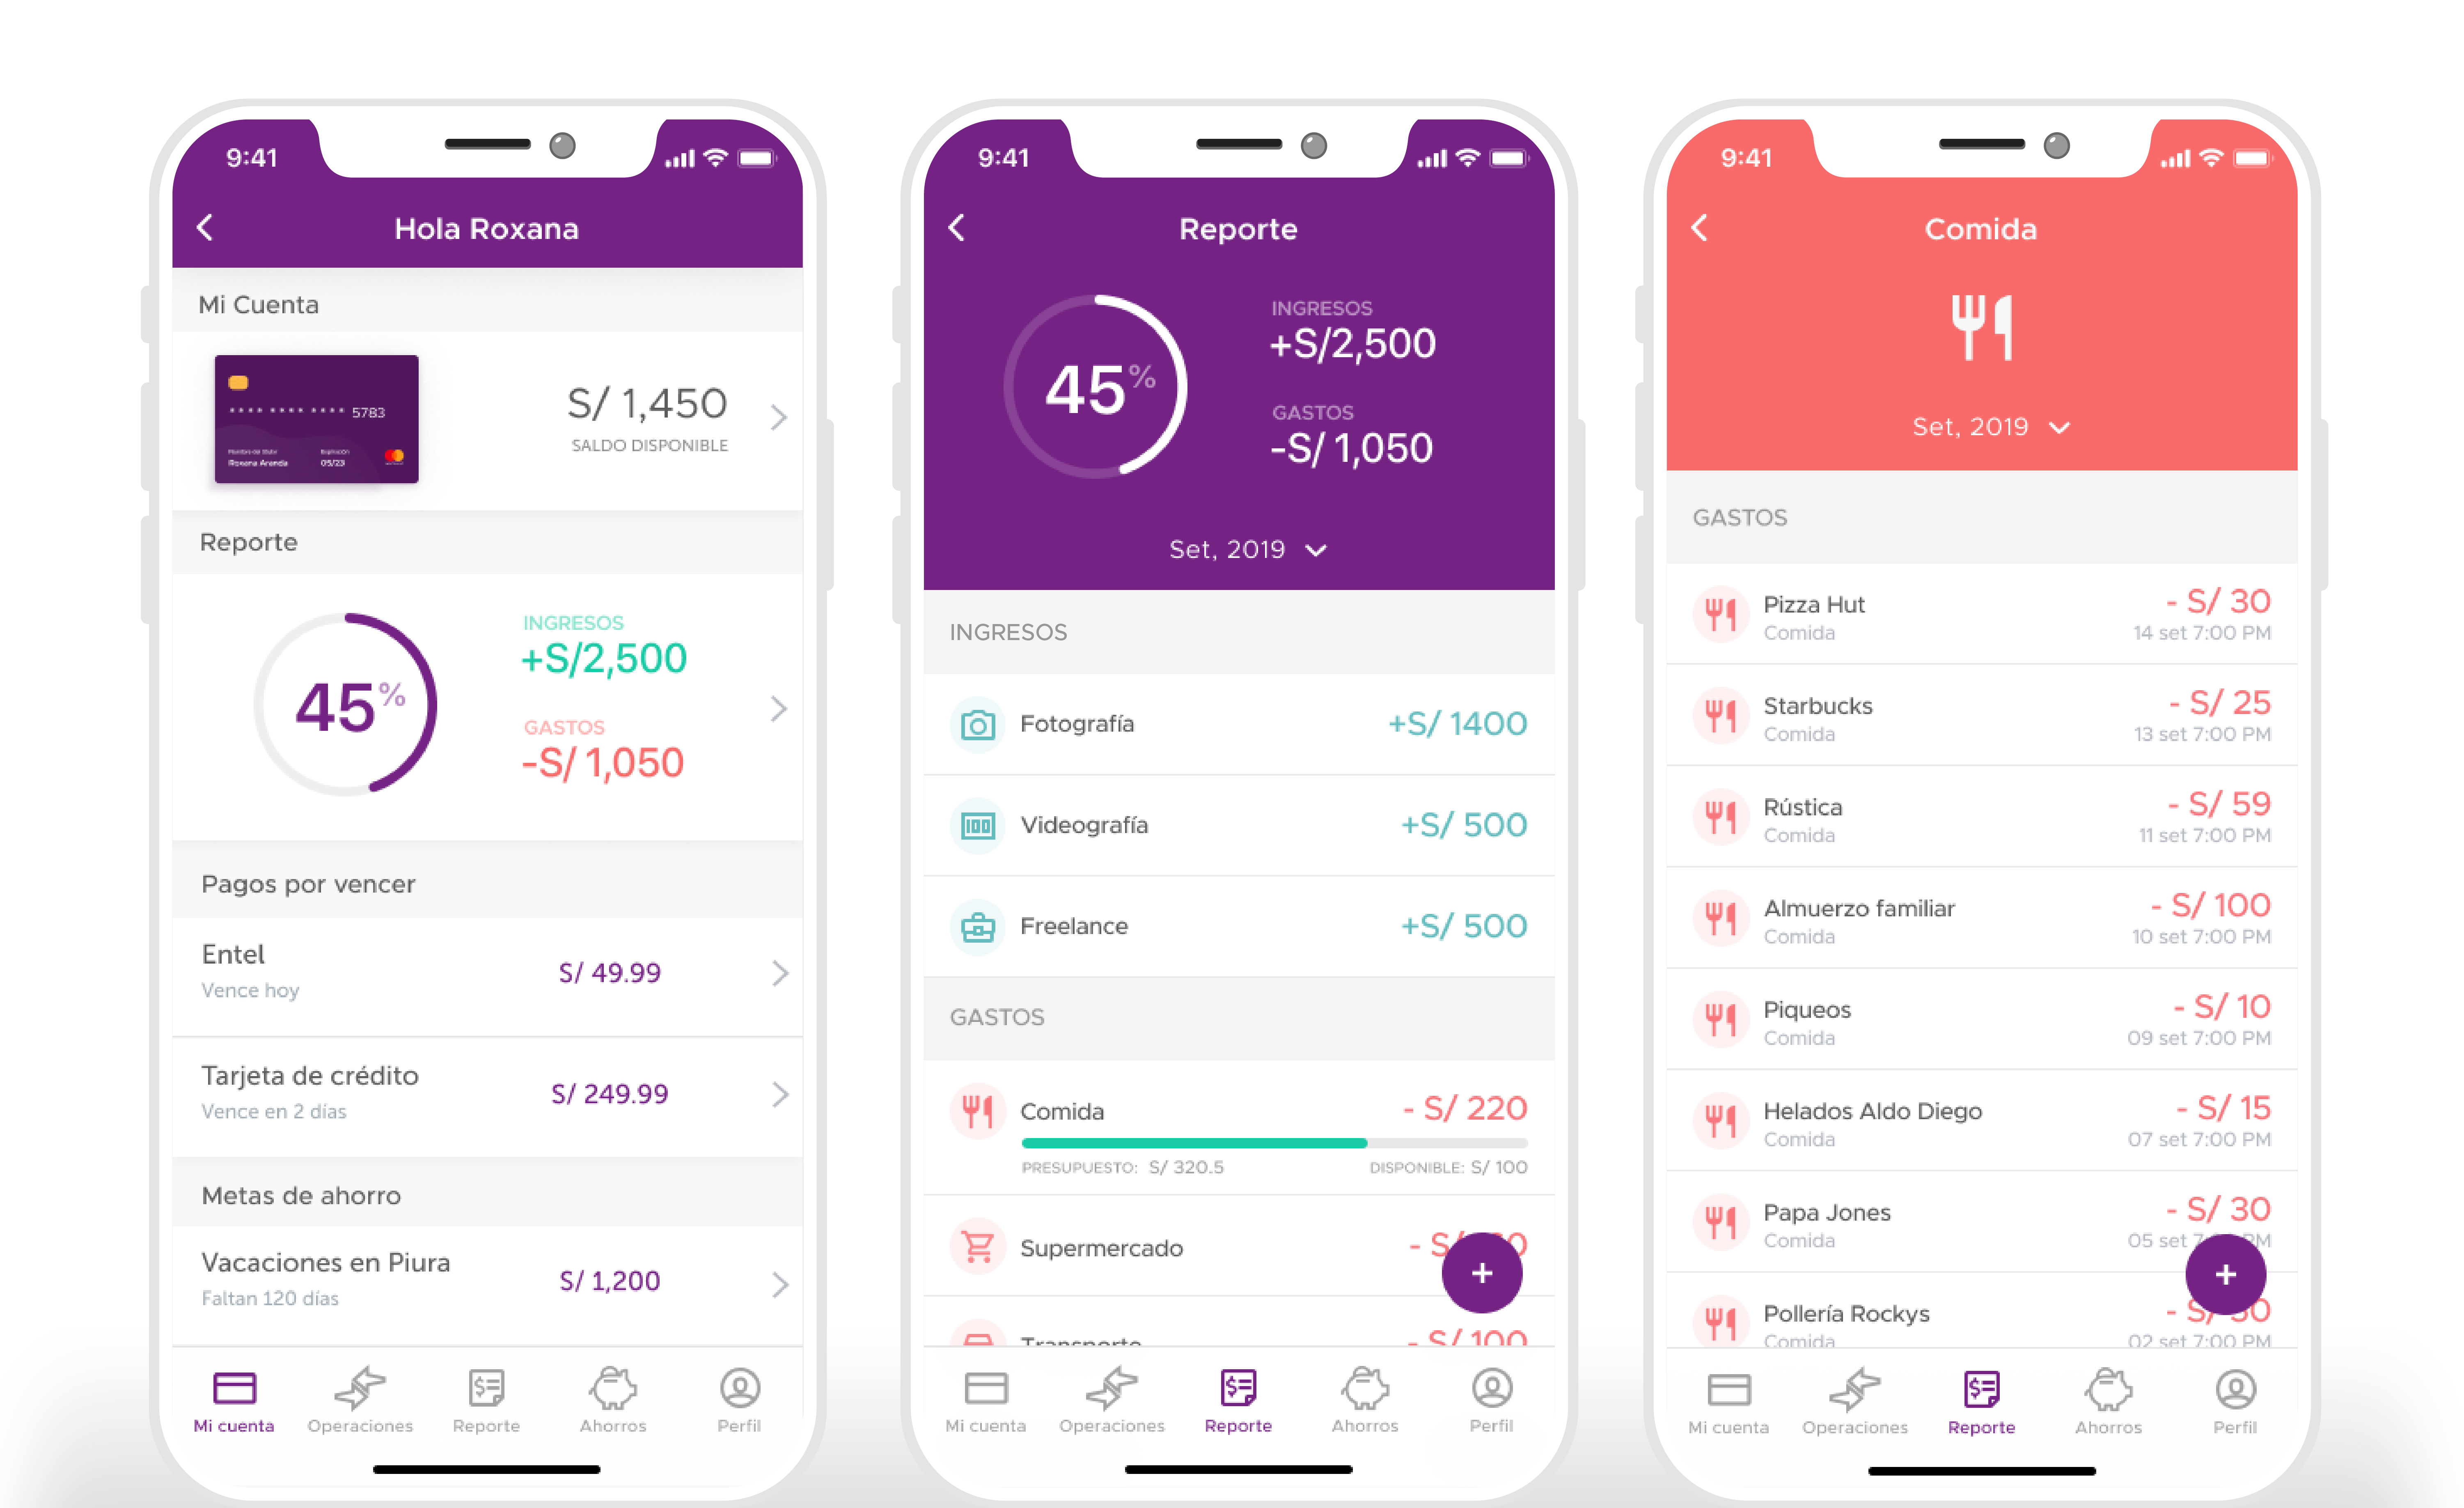 9:41
Hola Roxana
Mi Cuenta
**** **** **** 5783
Nombre del titular Expiración
Roxana Aranda 05/23
S/ 1,450
SALDO DISPONIBLE
Reporte
45%
INGRESOS
+S/2,500
GASTOS
-S/ 1,050
Pagos por vencer
Entel
Vence hoy
S/ 49.99
Tarjeta de crédito
Vence en 2 días
S/ 249.99
Metas de ahorro
Vacaciones en Piura
Faltan 120 días
S/ 1,200
Mi cuenta
Operaciones
Reporte
Ahorros
Perfil
9:41
Reporte
45%
INGRESOS
+S/2,500
GASTOS
-S/ 1,050
Set, 2019
INGRESOS
Fotografía
+S/ 1400
Videografía
+S/ 500
Freelance
+S/ 500
GASTOS
Comida
- S/ 220
PRESUPUESTO: S/ 320.5
DISPONIBLE: S/ 100
Supermercado
Transporte
- S/ 100
+
Mi cuenta
Operaciones
Reporte
Ahorros
Perfil
9:41
Comida
Set, 2019
GASTOS
Pizza Hut
- S/ 30
Comida
14 set 7:00 PM
Starbucks
- S/ 25
Comida
13 set 7:00 PM
Rústica
- S/ 59
Comida
11 set 7:00 PM
Almuerzo familiar
- S/ 100
Comida
10 set 7:00 PM
Piqueos
- S/ 10
Comida
09 set 7:00 PM
Helados Aldo Diego
- S/ 15
Comida
07 set 7:00 PM
Papa Jones
- S/ 30
Comida
05 set 7:00 PM
Pollería Rockys
Comida
02 set 7:00 PM
+
Mi cuenta
Operaciones
Reporte
Ahorros
Perfil